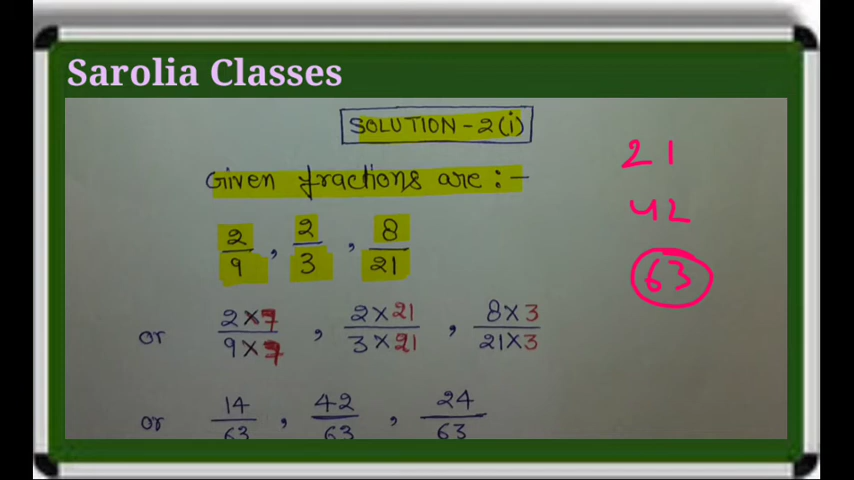 Sarolia Classes
SOLUTION-2(i)
Given fractions are :-
2/9, 2/3, 8/21
or 2×7/9×7, 2×21/3×21, 8×3/21×3
or 14/63, 42/63, 24/63
21
42
63